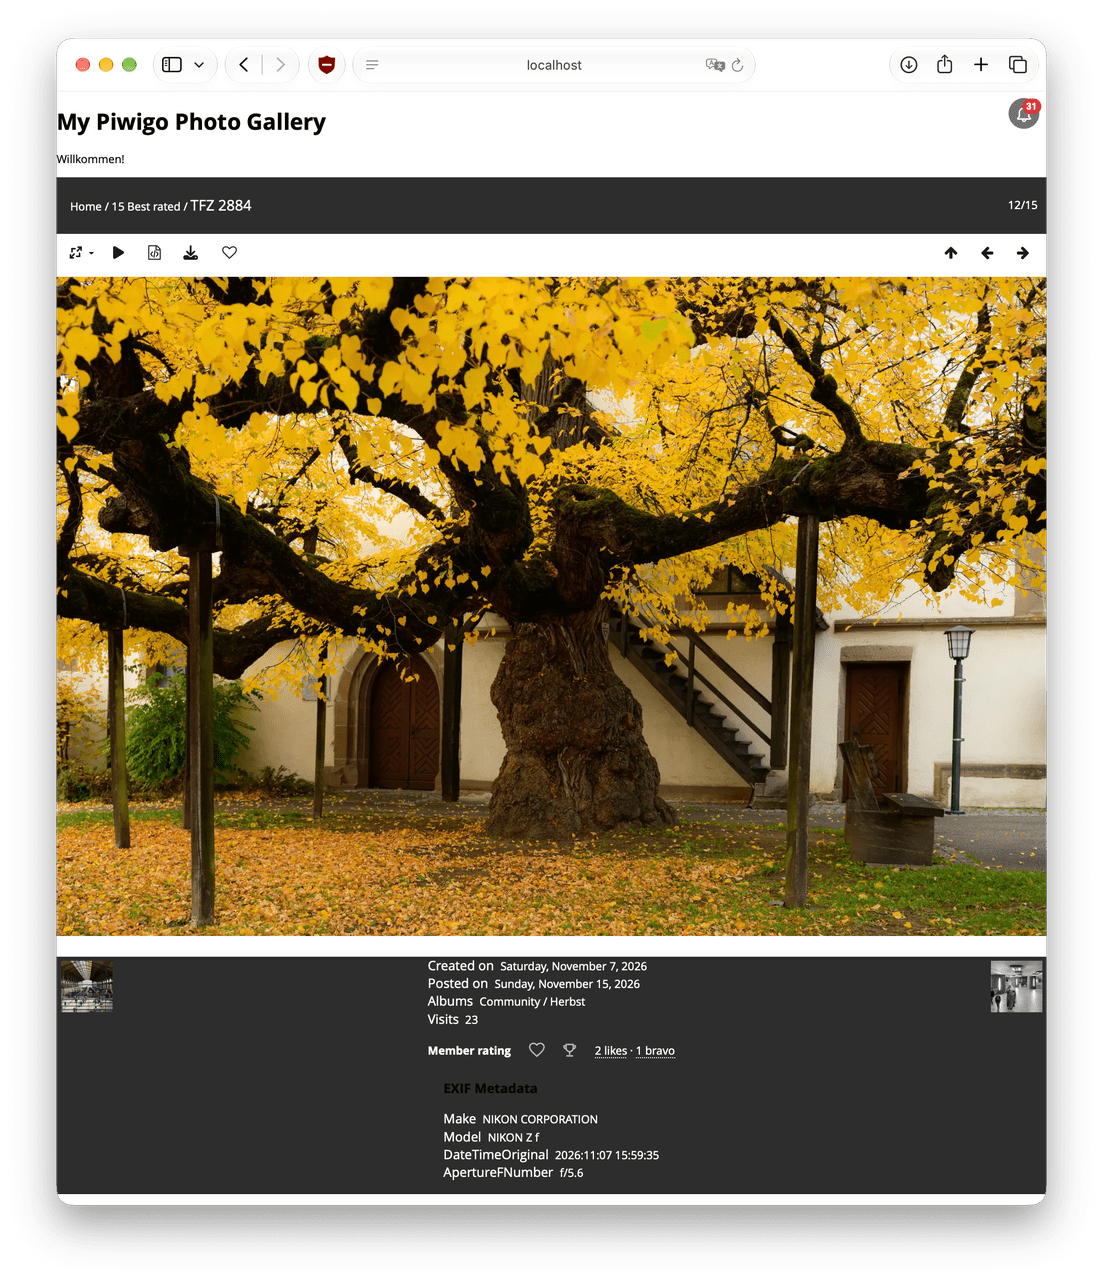 localhost
My Piwigo Photo Gallery
31
Willkommen!
Home / 15 Best rated / TFZ 2884
12/15
Created on Saturday, November 7, 2026
Posted on Sunday, November 15, 2026
Albums Community / Herbst
Visits 23
Member rating 2 likes · 1 bravo
EXIF Metadata
Make NIKON CORPORATION
Model NIKON Z f
DateTimeOriginal 2026:11:07 15:59:35
ApertureFNumber f/5.6